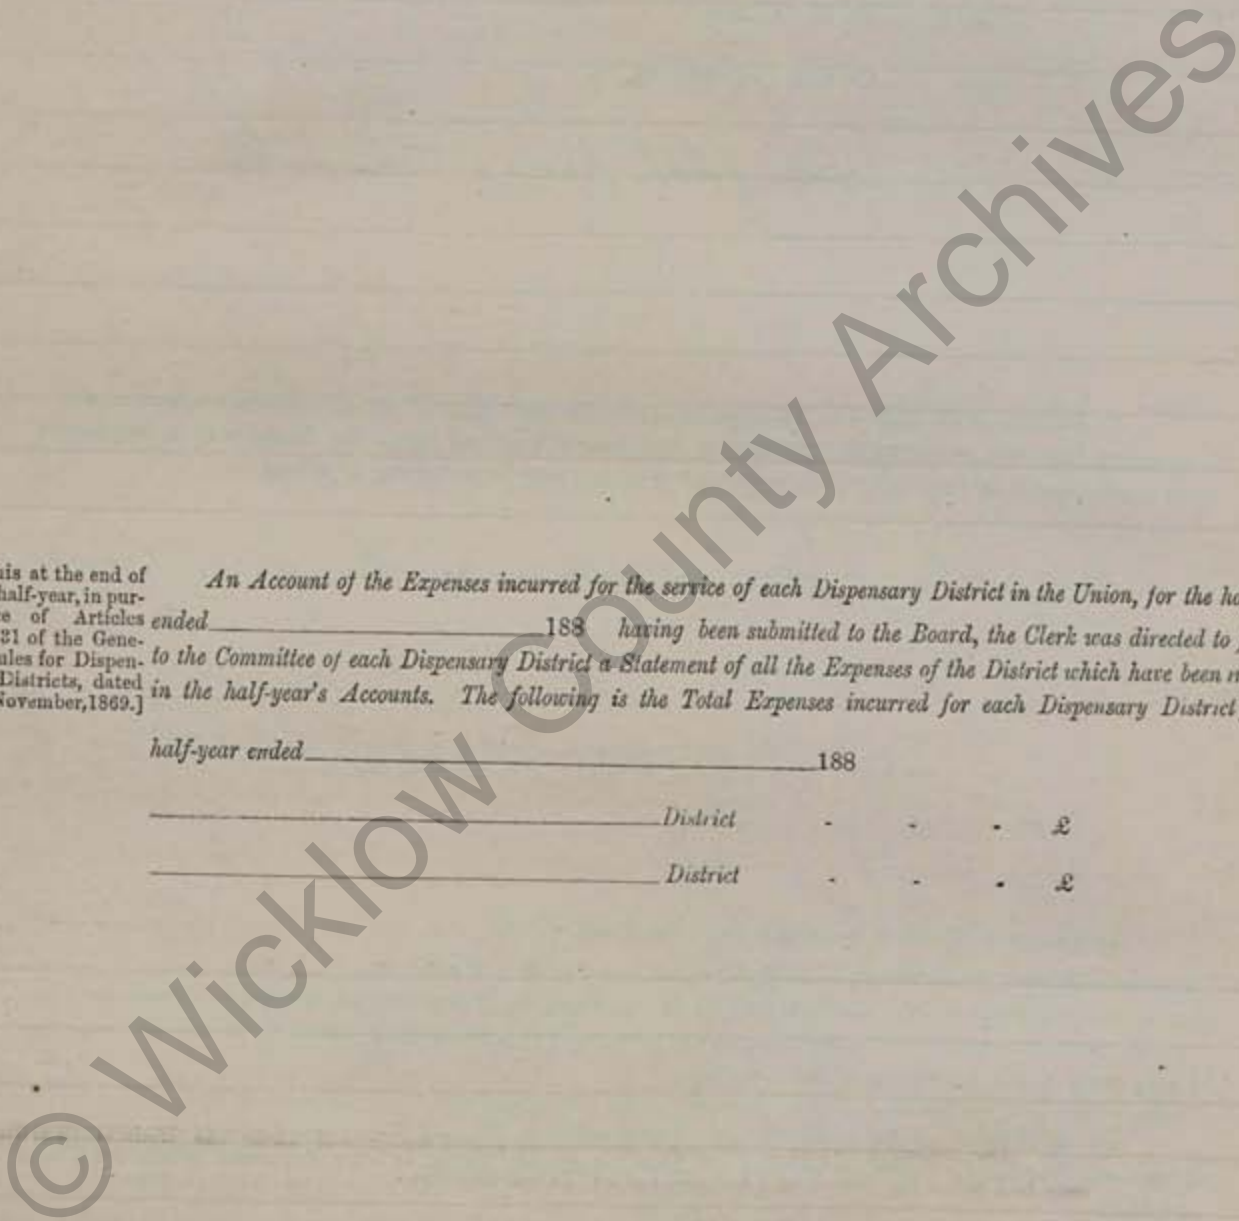 is at the end of
half-year, in pur-
e of Articles
31 of the Gene-
ules for Dispen-
Districts, dated
November, 1869.]
An Account of the Expenses incurred for the service of each Dispensary District in the Union, for the ha
ended 188 having been submitted to the Board, the Clerk was directed to
to the Committee of each Dispensary District a Statement of all the Expenses of the District which have been
in the half-year's Accounts. The following is the Total Expenses incurred for each Dispensary District
half-year ended 188
District - - - £
District - - - £
© Wicklow County Archives